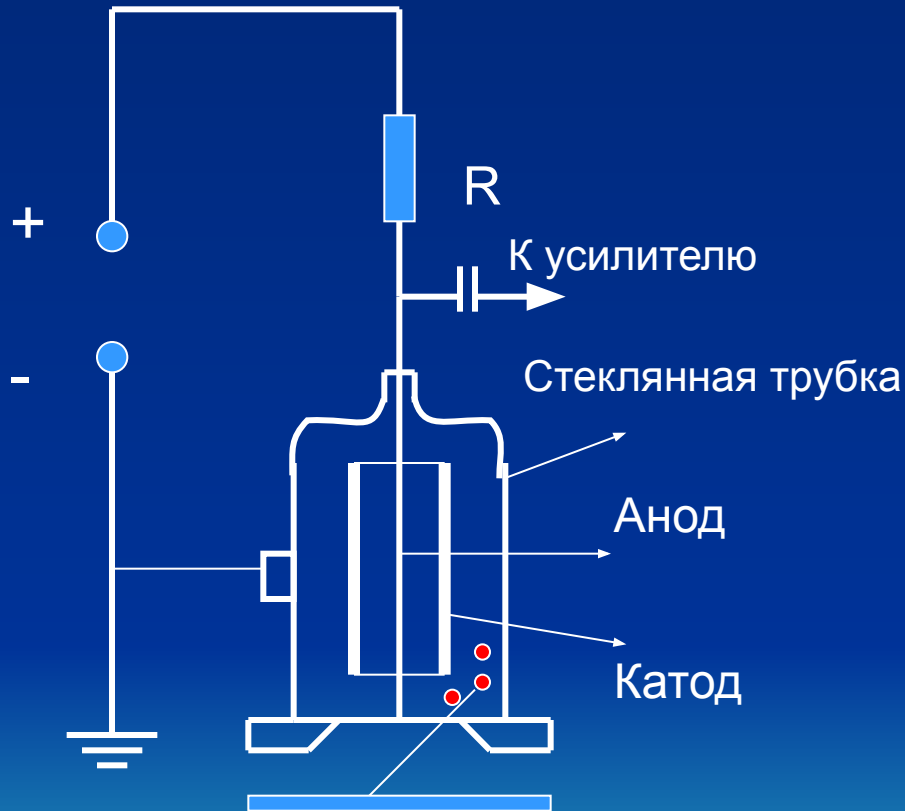 R
+
К усилителю
-
Стеклянная трубка
Анод
Катод